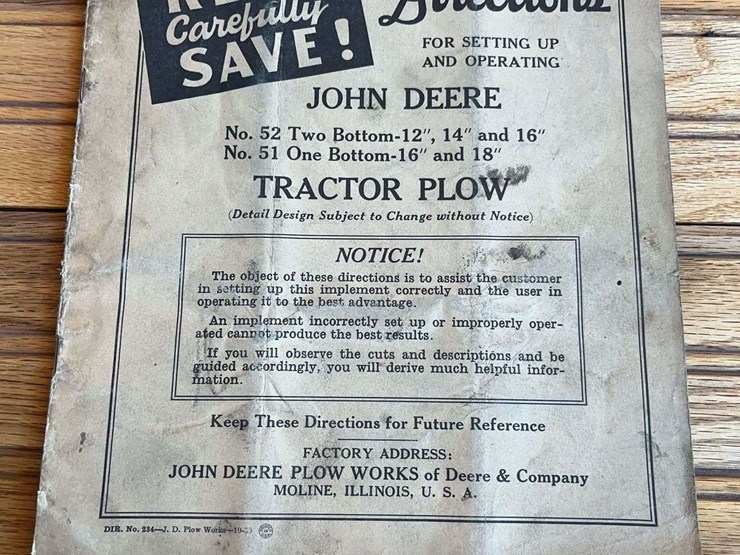 Carefully
SAVE!
Directions
FOR SETTING UP
AND OPERATING
JOHN DEERE
No. 52 Two Bottom-12″, 14″ and 16″
No. 51 One Bottom-16″ and 18″
TRACTOR PLOW
(Detail Design Subject to Change without Notice)
NOTICE!
The object of these directions is to assist the customer
in setting up this implement correctly and the user in
operating it to the best advantage.
An implement incorrectly set up or improperly oper-
ated cannot produce the best results.
If you will observe the cuts and descriptions and be
guided accordingly, you will derive much helpful infor-
mation.
Keep These Directions for Future Reference
FACTORY ADDRESS:
JOHN DEERE PLOW WORKS of Deere & Company
MOLINE, ILLINOIS, U. S. A.
DIR. No. 234—J. D. Plow Works